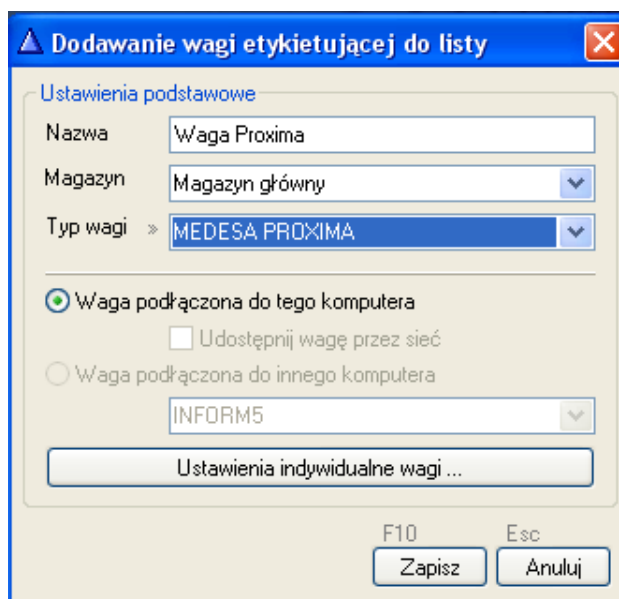 Dodawanie wagi etykietującej do listy
Ustawienia podstawowe
Nazwa Waga Proxima
Magazyn Magazyn główny
Typ wagi » MEDESA PROXIMA
Waga podłączona do tego komputera
Udostępnij wagę przez sieć
Waga podłączona do innego komputera
INFORM5
Ustawienia indywidualne wagi ...
F10 Esc
Zapisz Anuluj